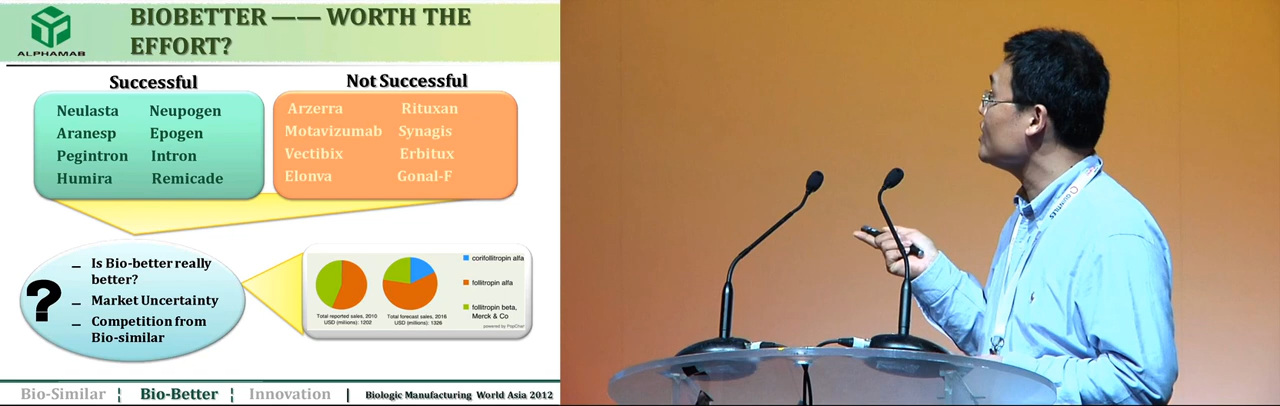 ALPHAMAB
BIOBETTER —— WORTH THE
EFFORT?
Successful
Neulasta Neupogen
Aranesp Epogen
Pegintron Intron
Humira Remicade
Not Successful
Arzerra Rituxan
Motavizumab Synagis
Vectibix Erbitux
Elonva Gonal-F
?
– Is Bio-better really
better?
– Market Uncertainty
– Competition from
Bio-similar
Total reported sales, 2010
USD (millions): 1202
Total forecast sales, 2016
USD (millions): 1326
corifollitropin alfa
follitropin alfa
follitropin beta,
Merck & Co
powered by PepChar
Bio-Similar ¦ Bio-Better ¦ Innovation | Biologic Manufacturing World Asia 2012
QUINTILES